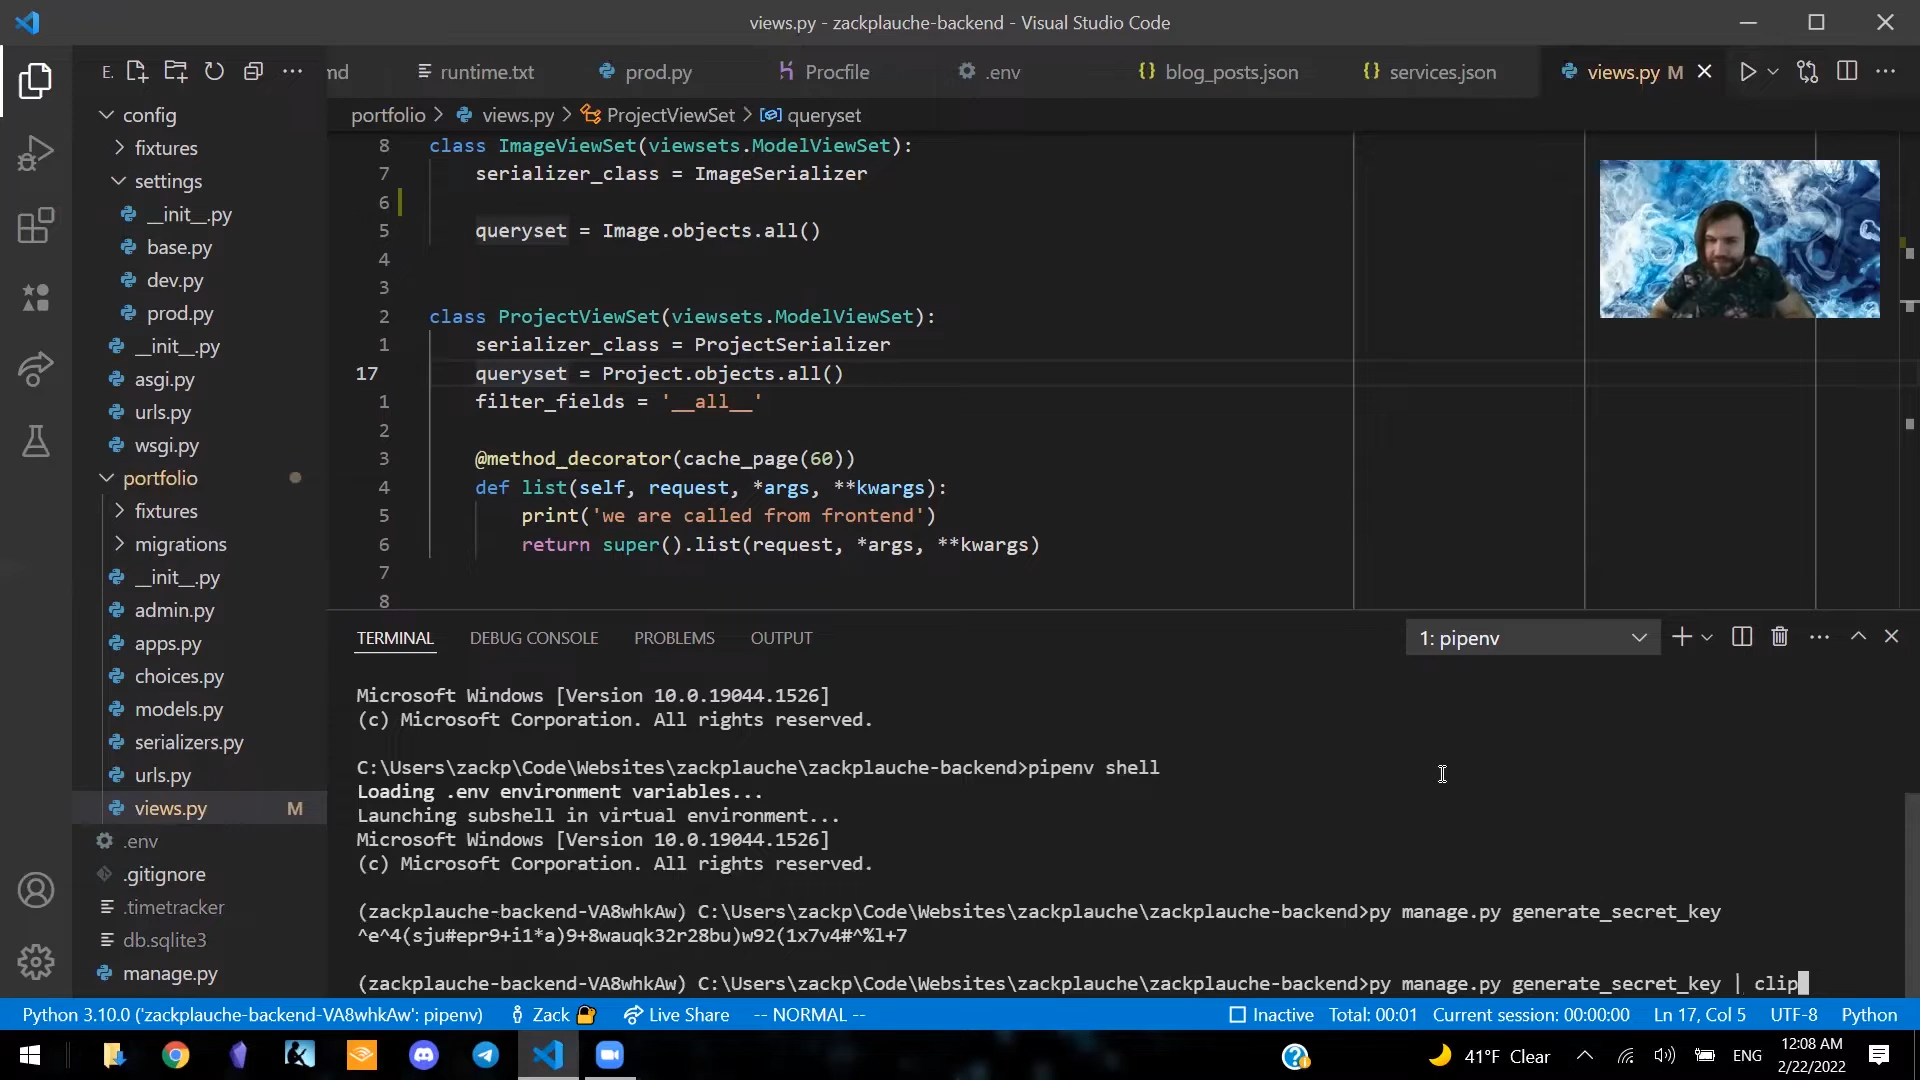 views.py - zackplauche-backend - Visual Studio Code
E.
md
runtime.txt
prod.py
Procfile
.env
blog_posts.json
services.json
views.py M
portfolio > views.py > ProjectViewSet > queryset
config
fixtures
settings
__init__.py
base.py
dev.py
prod.py
__init__.py
asgi.py
urls.py
wsgi.py
portfolio
fixtures
migrations
__init__.py
admin.py
apps.py
choices.py
models.py
serializers.py
urls.py
views.py M
.env
.gitignore
.timetracker
db.sqlite3
manage.py
8 class ImageViewSet(viewsets.ModelViewSet):
7 serializer_class = ImageSerializer
6
5 queryset = Image.objects.all()
4
3
2 class ProjectViewSet(viewsets.ModelViewSet):
1 serializer_class = ProjectSerializer
17 queryset = Project.objects.all()
1 filter_fields = '__all__'
2
3 @method_decorator(cache_page(60))
4 def list(self, request, *args, **kwargs):
5 print('we are called from frontend')
6 return super().list(request, *args, **kwargs)
7
8
TERMINAL
DEBUG CONSOLE
PROBLEMS
OUTPUT
1: pipenv
Microsoft Windows [Version 10.0.19044.1526]
(c) Microsoft Corporation. All rights reserved.
C:\Users\zackp\Code\Websites\zackplauche\zackplauche-backend>pipenv shell
Loading .env environment variables...
Launching subshell in virtual environment...
Microsoft Windows [Version 10.0.19044.1526]
(c) Microsoft Corporation. All rights reserved.
(zackplauche-backend-VA8whkAw) C:\Users\zackp\Code\Websites\zackplauche\zackplauche-backend>py manage.py generate_secret_key
^e^4(sju#epr9+i1*a)9+8wauqk32r28bu)w92(1x7v4#^%l+7
(zackplauche-backend-VA8whkAw) C:\Users\zackp\Code\Websites\zackplauche\zackplauche-backend>py manage.py generate_secret_key | clip
Python 3.10.0 ('zackplauche-backend-VA8whkAw': pipenv)
Zack
Live Share
-- NORMAL --
Inactive
Total: 00:01
Current session: 00:00:00
Ln 17, Col 5
UTF-8
Python
41°F Clear
ENG
12:08 AM
2/22/2022